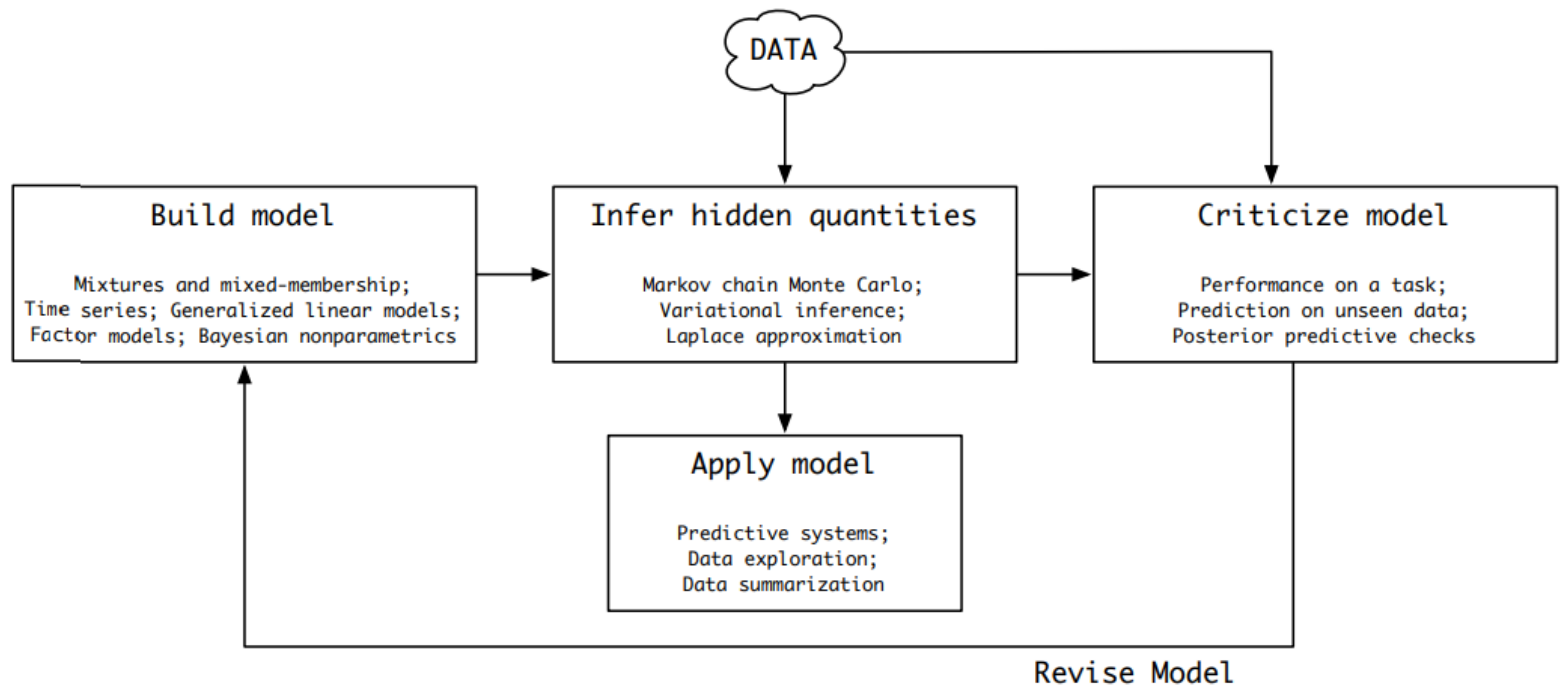 DATA
Build model
Mixtures and mixed-membership;
Time series; Generalized linear models;
Factor models; Bayesian nonparametrics
Infer hidden quantities
Markov chain Monte Carlo;
Variational inference;
Laplace approximation
Criticize model
Performance on a task;
Prediction on unseen data;
Posterior predictive checks
Apply model
Predictive systems;
Data exploration;
Data summarization
Revise Model